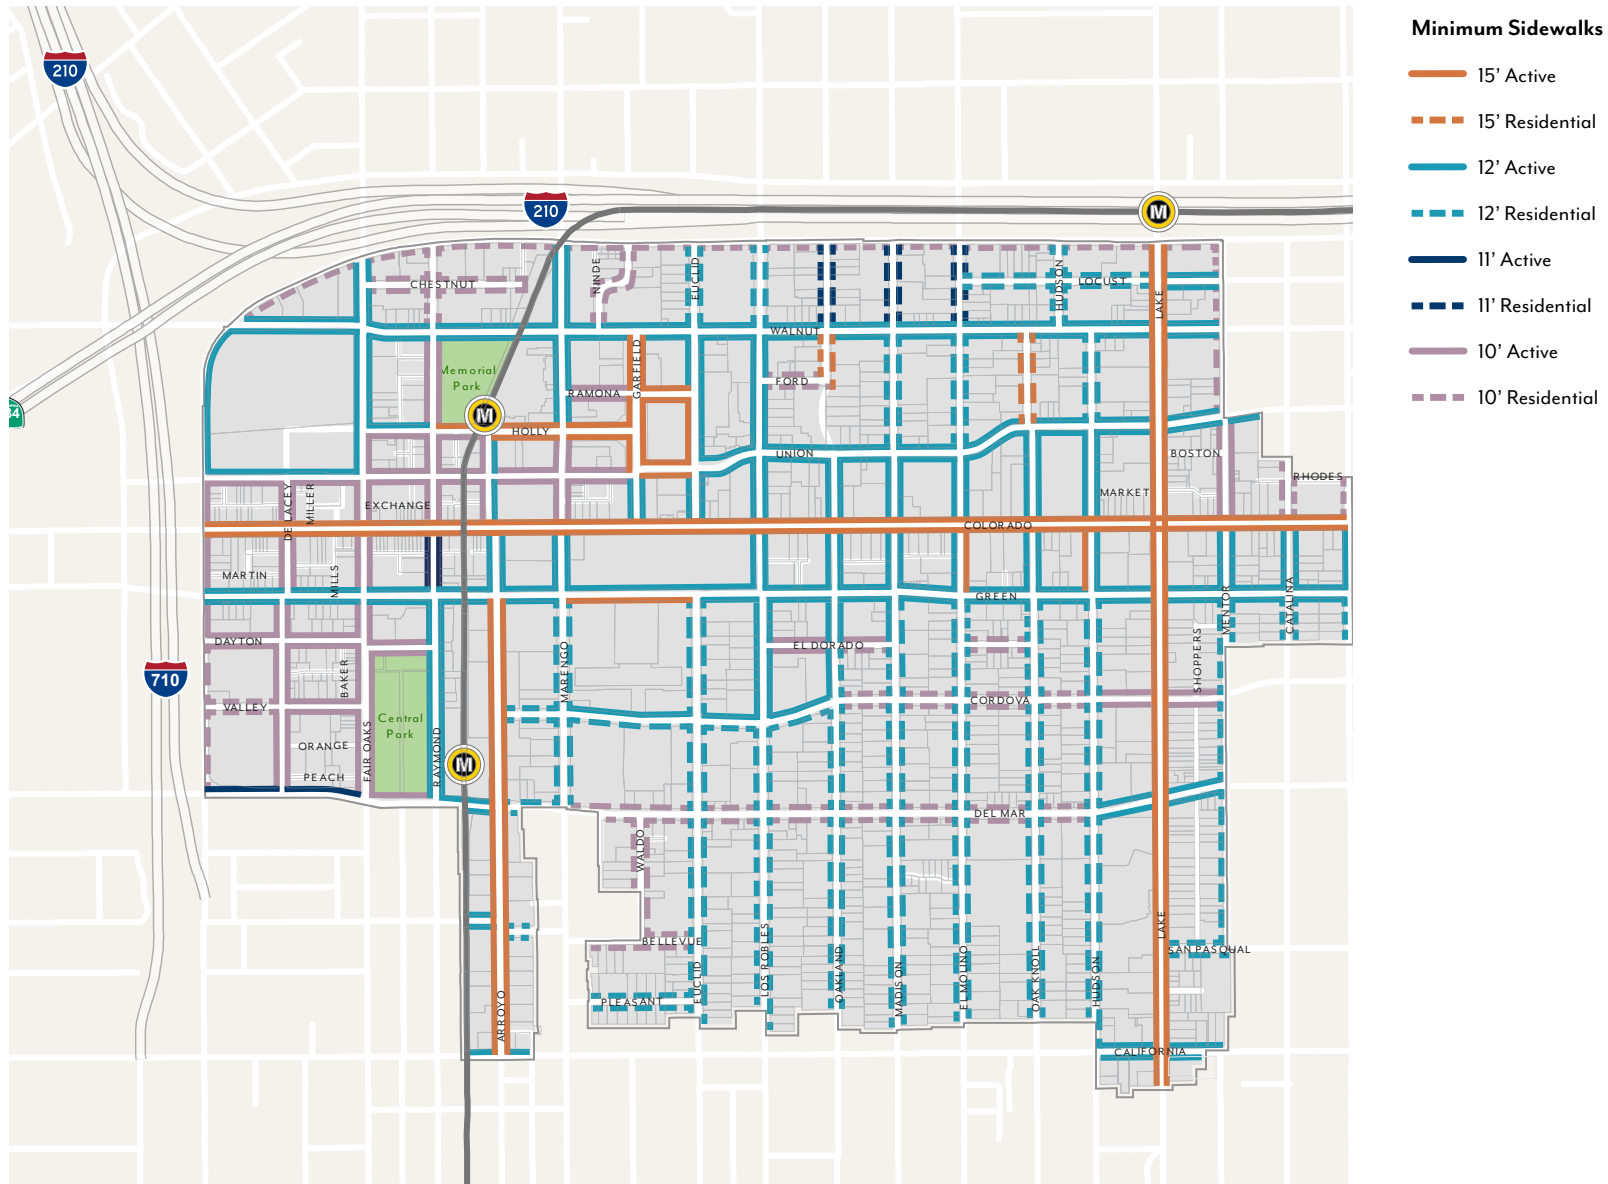 Minimum Sidewalks
15' Active
15' Residential
12' Active
12' Residential
11' Active
11' Residential
10' Active
10' Residential
210
210
M
NINDE
EUCLID
CHESTNUT
HUDSON
LOCUST
LAKE
WALNUT
GARFIELD
Memorial
Park
FORD
RAMONA
M
HOLLY
UNION
BOSTON
RHODES
DE LACEY
MILLER
EXCHANGE
MARKET
COLORADO
MARTIN
MILLS
GREEN
MENTOR
CATALINA
DAYTON
EL DORADO
SHOPPERS
BAKER
MARENGO
710
VALLEY
CORDOVA
Central
Park
ORANGE
FAIR OAKS
RAYMOND
M
PEACH
DEL MAR
WALDO
BELLEVUE
LAKE
SAN PASQUAL
PLEASANT
ARROYO
EUCLID
LOS ROBLES
OAKLAND
MADISON
EL MOLINO
OAK KNOLL
HUDSON
CALIFORNIA